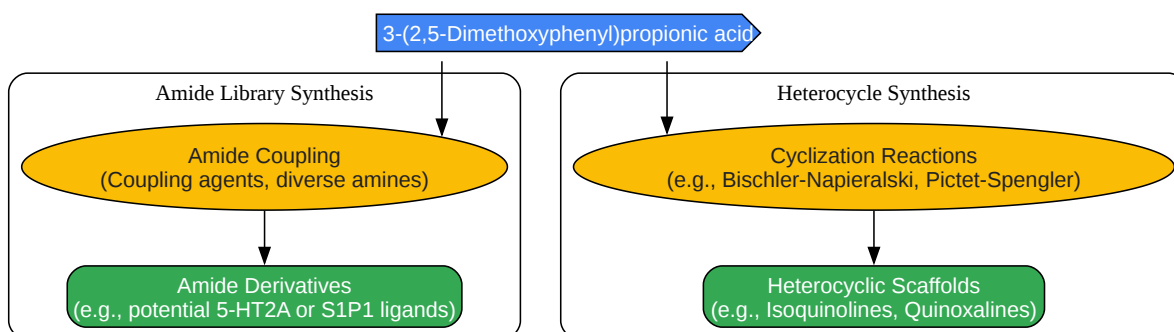 3-(2,5-Dimethoxyphenyl)propionic acid
Amide Library Synthesis
Amide Coupling
(Coupling agents, diverse amines)
Amide Derivatives
(e.g., potential 5-HT2A or S1P1 ligands)
Heterocycle Synthesis
Cyclization Reactions
(e.g., Bischler-Napieralski, Pictet-Spengler)
Heterocyclic Scaffolds
(e.g., Isoquinolines, Quinoxalines)